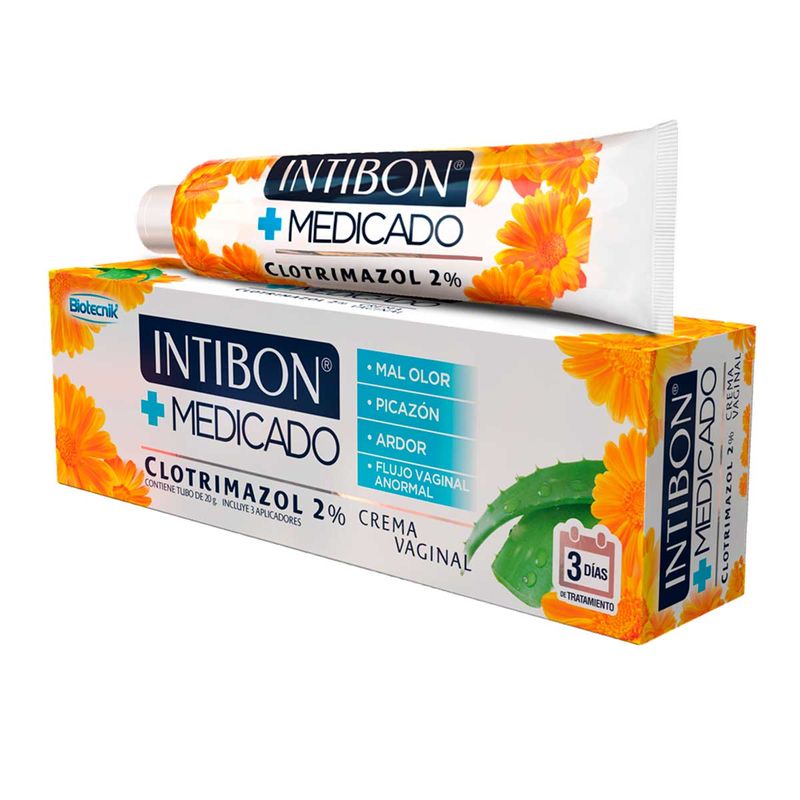 INTIBON®
+ MEDICADO
CLOTRIMAZOL 2%
Biotecnik
INTIBON®
+ MEDICADO
CLOTRIMAZOL 2%
CONTIENE TUBO DE 20 g. INCLUYE 3 APLICADORES
CREMA
VAGINAL
• MAL OLOR
• PICAZÓN
• ARDOR
• FLUJO VAGINAL
ANORMAL
3 DÍAS
DE TRATAMIENTO
INTIBON®
+ MEDICADO
CLOTRIMAZOL 2%
CREMA
VAGINAL